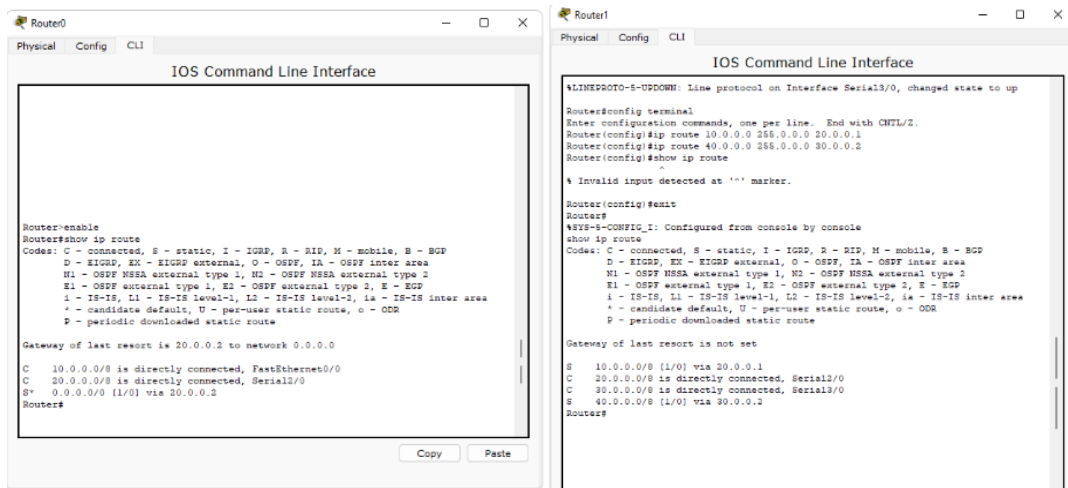 Router0
Physical Config CLI
IOS Command Line Interface
Router>enable
Router#show ip route
Codes: C - connected, S - static, I - IGRP, R - RIP, M - mobile, B - BGP
D - EIGRP, EX - EIGRP external, O - OSPF, IA - OSPF inter area
N1 - OSPF NSSA external type 1, N2 - OSPF NSSA external type 2
E1 - OSPF external type 1, E2 - OSPF external type 2, E - EGP
i - IS-IS, L1 - IS-IS level-1, L2 - IS-IS level-2, ia - IS-IS inter area
* - candidate default, U - per-user static route, o - ODR
P - periodic downloaded static route
Gateway of last resort is 20.0.0.2 to network 0.0.0.0
C 10.0.0.0/8 is directly connected, FastEthernet0/0
C 20.0.0.0/8 is directly connected, Serial2/0
S* 0.0.0.0/0 [1/0] via 20.0.0.2
Router#
Copy Paste
Router1
Physical Config CLI
IOS Command Line Interface
%LINEPROTO-5-UPDOWN: Line protocol on Interface Serial3/0, changed state to up
Router#config terminal
Enter configuration commands, one per line. End with CNTL/Z.
Router(config)#ip route 10.0.0.0 255.0.0.0 20.0.0.1
Router(config)#ip route 40.0.0.0 255.0.0.0 30.0.0.2
Router(config)#show ip route
^
% Invalid input detected at '^' marker.
Router(config)#exit
Router#
%SYS-5-CONFIG_I: Configured from console by console
show ip route
Codes: C - connected, S - static, I - IGRP, R - RIP, M - mobile, B - BGP
D - EIGRP, EX - EIGRP external, O - OSPF, IA - OSPF inter area
N1 - OSPF NSSA external type 1, N2 - OSPF NSSA external type 2
E1 - OSPF external type 1, E2 - OSPF external type 2, E - EGP
i - IS-IS, L1 - IS-IS level-1, L2 - IS-IS level-2, ia - IS-IS inter area
* - candidate default, U - per-user static route, o - ODR
P - periodic downloaded static route
Gateway of last resort is not set
S 10.0.0.0/8 [1/0] via 20.0.0.1
C 20.0.0.0/8 is directly connected, Serial2/0
C 30.0.0.0/8 is directly connected, Serial3/0
S 40.0.0.0/8 [1/0] via 30.0.0.2
Router#